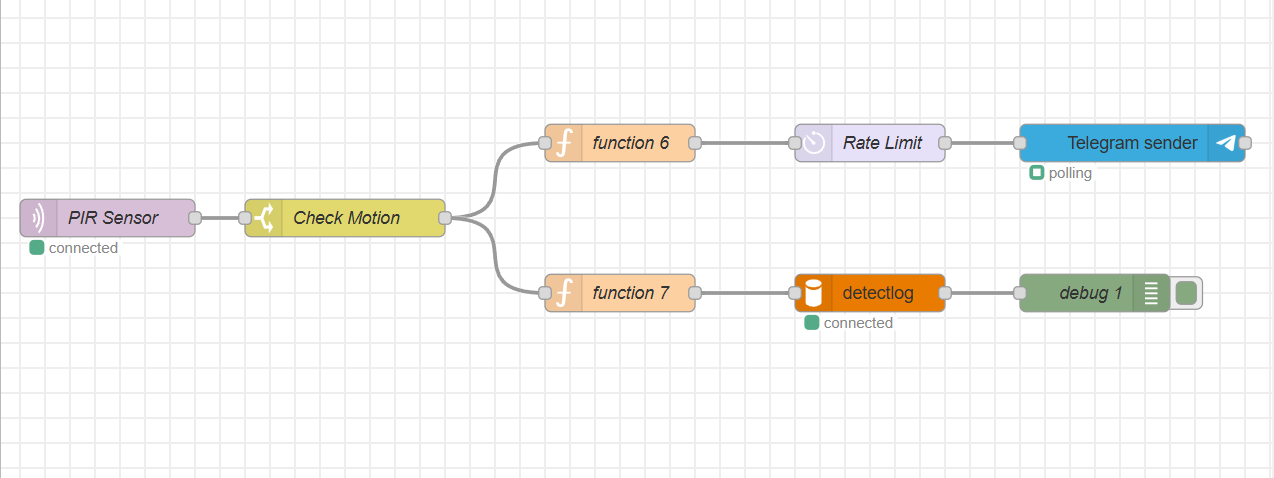 function 6
Rate Limit
Telegram sender
polling
PIR Sensor
Check Motion
connected
function 7
detectlog
debug 1
connected